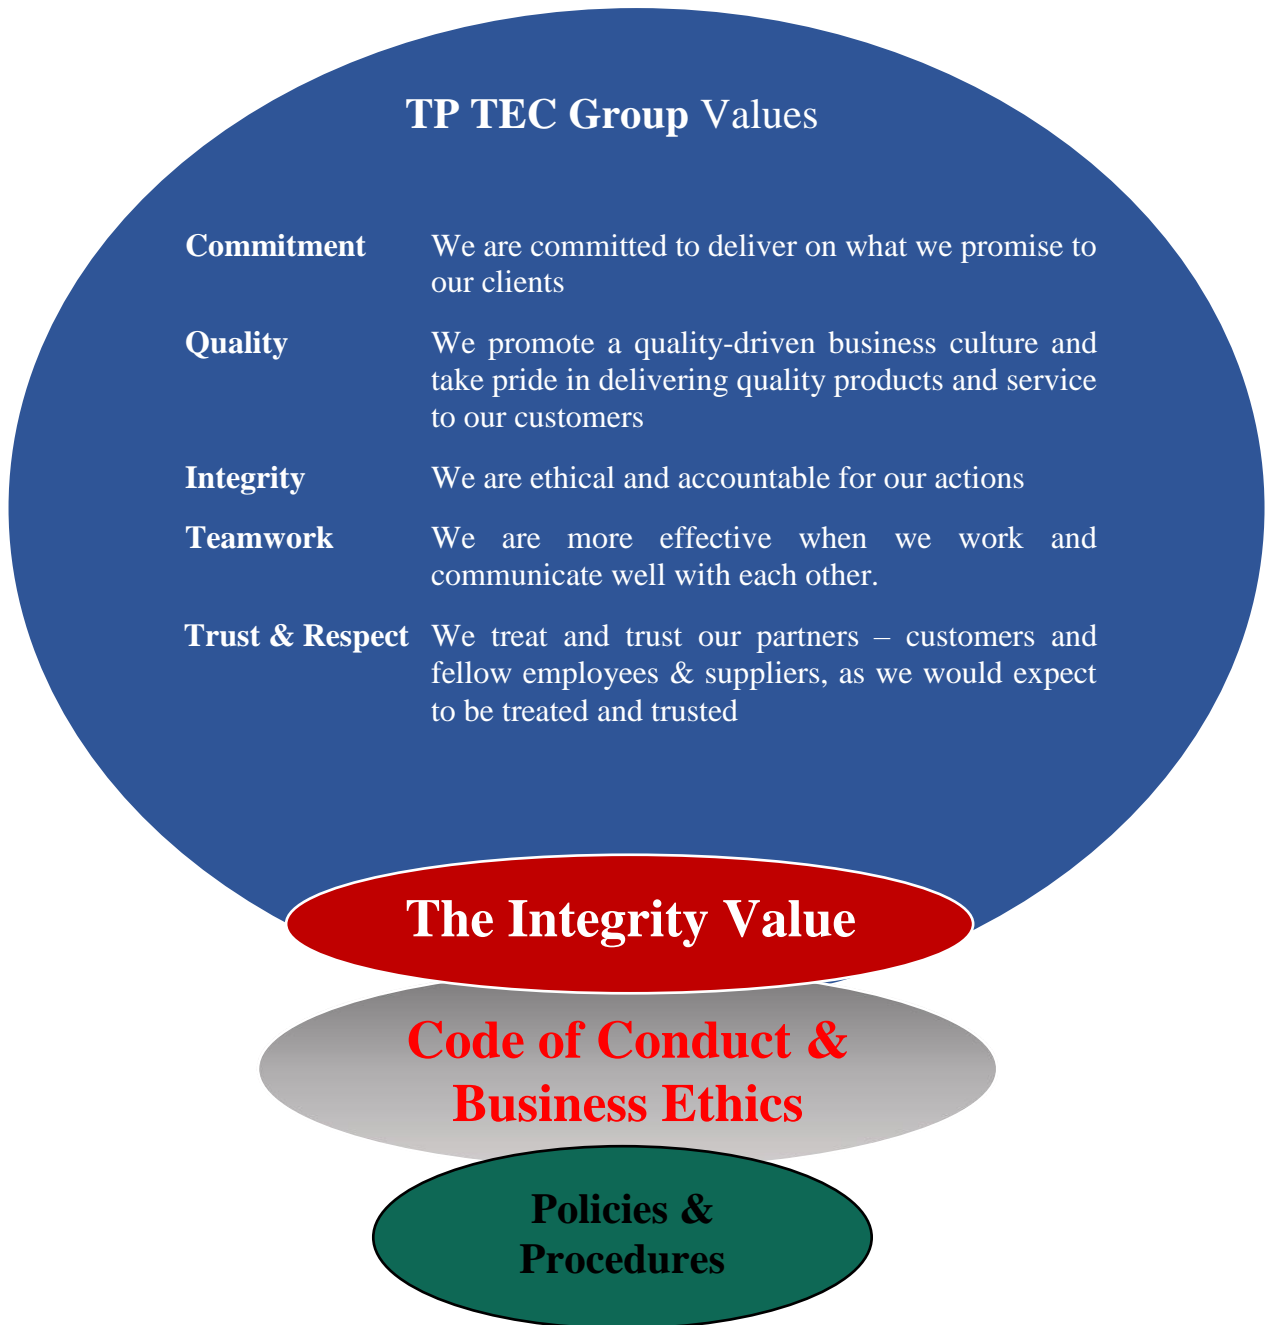 TP TEC Group Values
Commitment We are committed to deliver on what we promise to
our clients
Quality We promote a quality-driven business culture and
take pride in delivering quality products and service
to our customers
Integrity We are ethical and accountable for our actions
Teamwork We are more effective when we work and
communicate well with each other.
Trust & Respect We treat and trust our partners – customers and
fellow employees & suppliers, as we would expect
to be treated and trusted
The Integrity Value
Code of Conduct &
Business Ethics
Policies &
Procedures